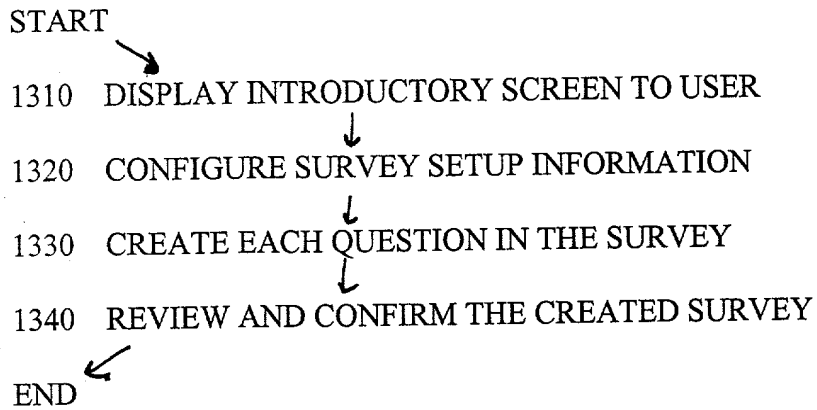 START
1310 DISPLAY INTRODUCTORY SCREEN TO USER
1320 CONFIGURE SURVEY SETUP INFORMATION
1330 CREATE EACH QUESTION IN THE SURVEY
1340 REVIEW AND CONFIRM THE CREATED SURVEY
END